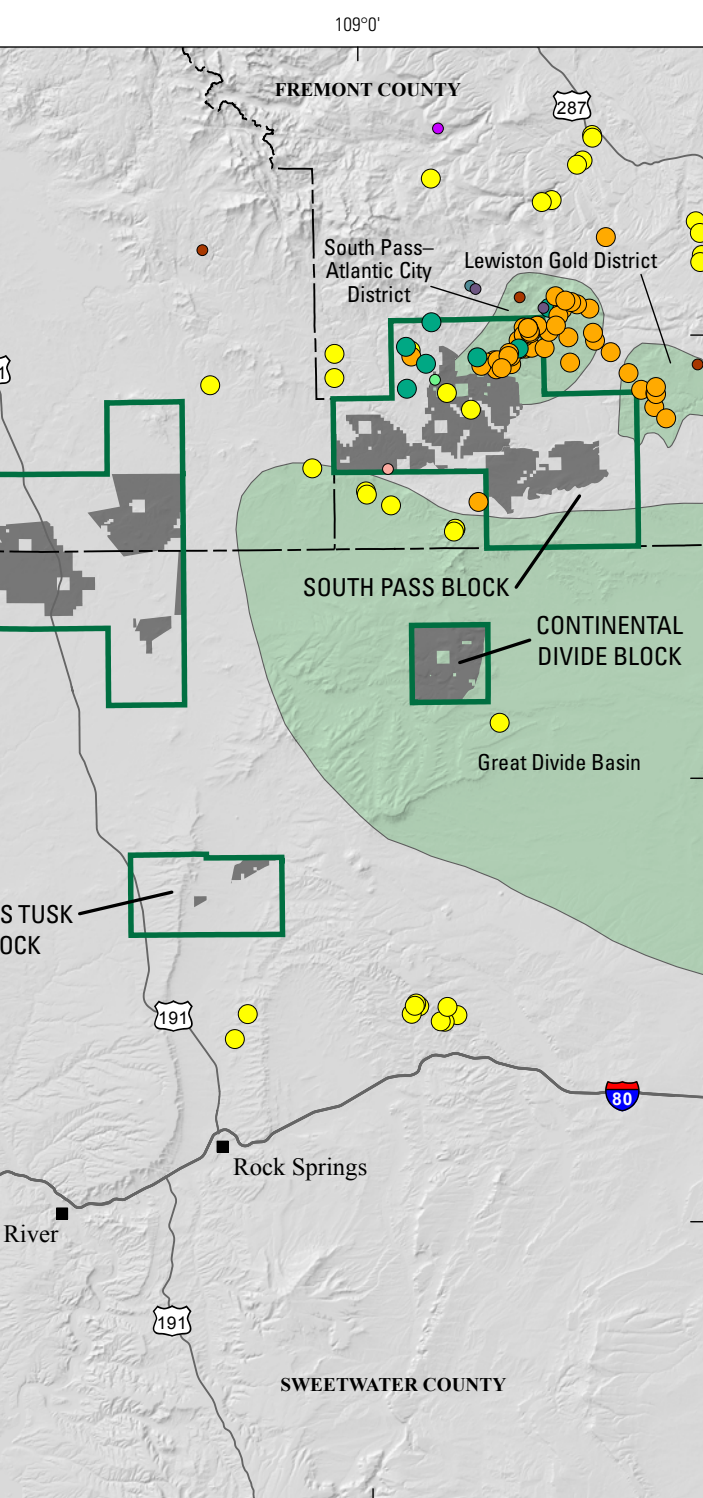 109°0'
FREMONT COUNTY
287
South Pass–
Atlantic City
District
Lewiston Gold District
1
SOUTH PASS BLOCK
CONTINENTAL
DIVIDE BLOCK
Great Divide Basin
S TUSK
OCK
191
80
Rock Springs
River
191
SWEETWATER COUNTY